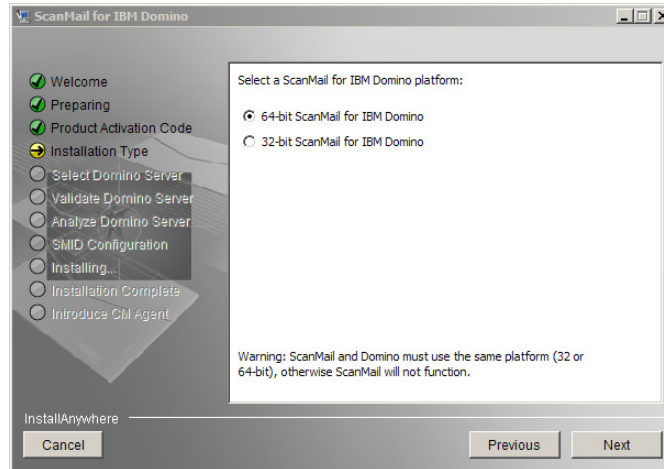 ScanMail for IBM Domino
Welcome
Preparing
Product Activation Code
Installation Type
Select Domino Server
Validate Domino Server
Analyze Domino Server
SMID Configuration
Installing...
Installation Complete
Introduce CM Agent
Select a ScanMail for IBM Domino platform:
64-bit ScanMail for IBM Domino
32-bit ScanMail for IBM Domino
Warning: ScanMail and Domino must use the same platform (32 or
64-bit), otherwise ScanMail will not function.
InstallAnywhere
Cancel
Previous
Next